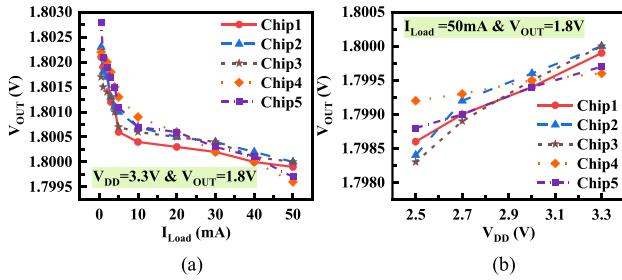 1.8030
1.8025
1.8020
1.8015
1.8010
1.8005
1.8000
1.7995
V_OUT (V)
Chip1
Chip2
Chip3
Chip4
Chip5
V_DD=3.3V & V_OUT=1.8V
0 10 20 30 40 50
I_Load (mA)
(a)
1.8000
1.7995
1.7990
1.7985
1.7980
V_OUT (V)
I_Load =50mA & V_OUT=1.8V
Chip1
Chip2
Chip3
Chip4
Chip5
2.5 2.7 2.9 3.1 3.3
V_DD (V)
(b)